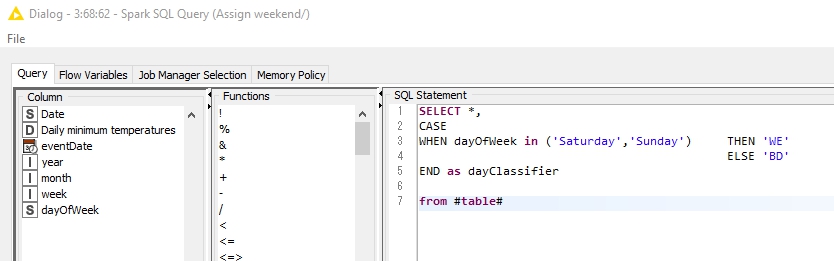 Dialog - 3:68:62 - Spark SQL Query (Assign weekend/)
File
Query Flow Variables Job Manager Selection Memory Policy
Column
S Date
D Daily minimum temperatures
eventDate
I year
I month
I week
S dayOfWeek
Functions
!
%
&
*
+
-
/
<
<=
<=>
SQL Statement
1 SELECT *,
2 CASE
3 WHEN dayOfWeek in ('Saturday','Sunday') THEN 'WE'
4 ELSE 'BD'
5 END as dayClassifier
6
7 from #table#